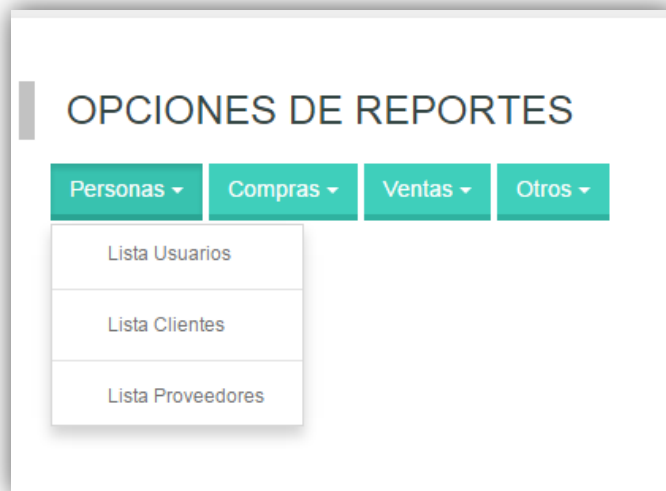 OPCIONES DE REPORTES
Personas Compras Ventas Otros
Lista Usuarios
Lista Clientes
Lista Proveedores